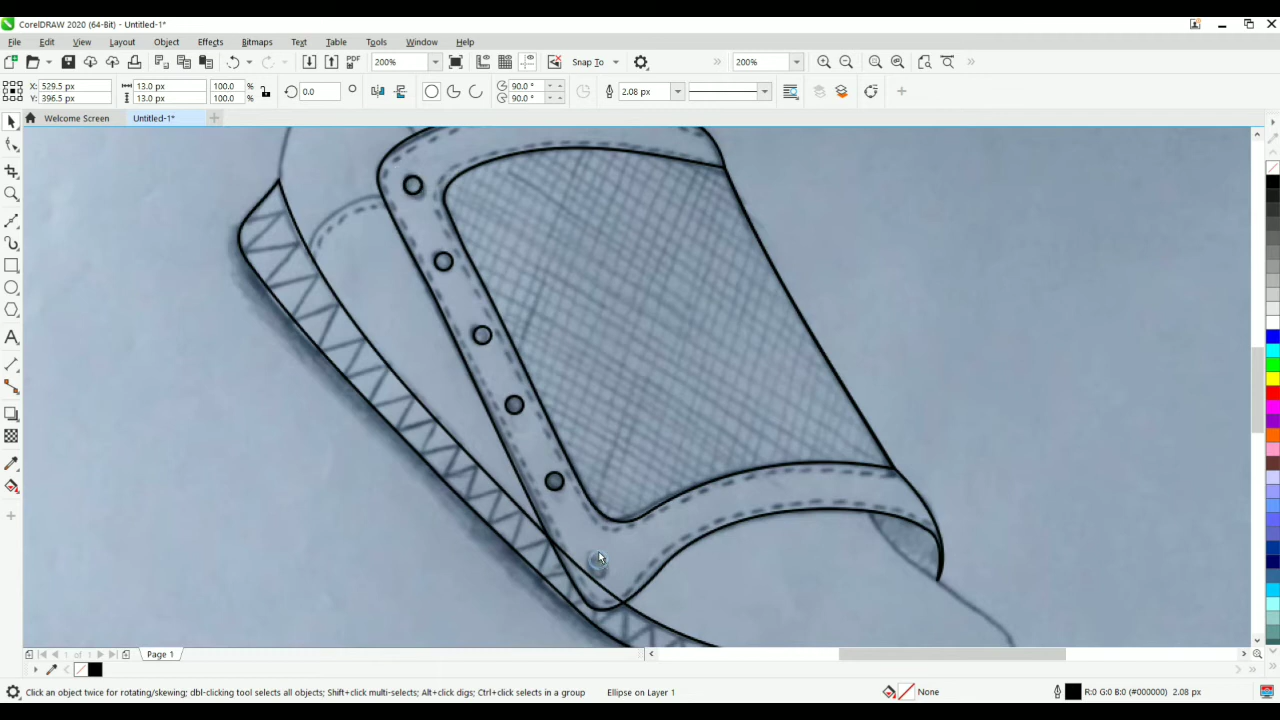 CorelDRAW 2020 (64-Bit) - Untitled-1*
File Edit View Layout Object Effects Bitmaps Text Table Tools Window Help
PDF 200% Snap To 200%
X: 529.5 px 13.0 px 100.0 % 0.0 90.0 ° 2.08 px
Y: 396.5 px 13.0 px 100.0 % 90.0 °
Welcome Screen Untitled-1*
1 of 1 Page 1
Click an object twice for rotating/skewing; dbl-clicking tool selects all objects; Shift+click multi-selects; Alt+click digs; Ctrl+click selects in a group Ellipse on Layer 1 None R:0 G:0 B:0 (#000000) 2.08 px